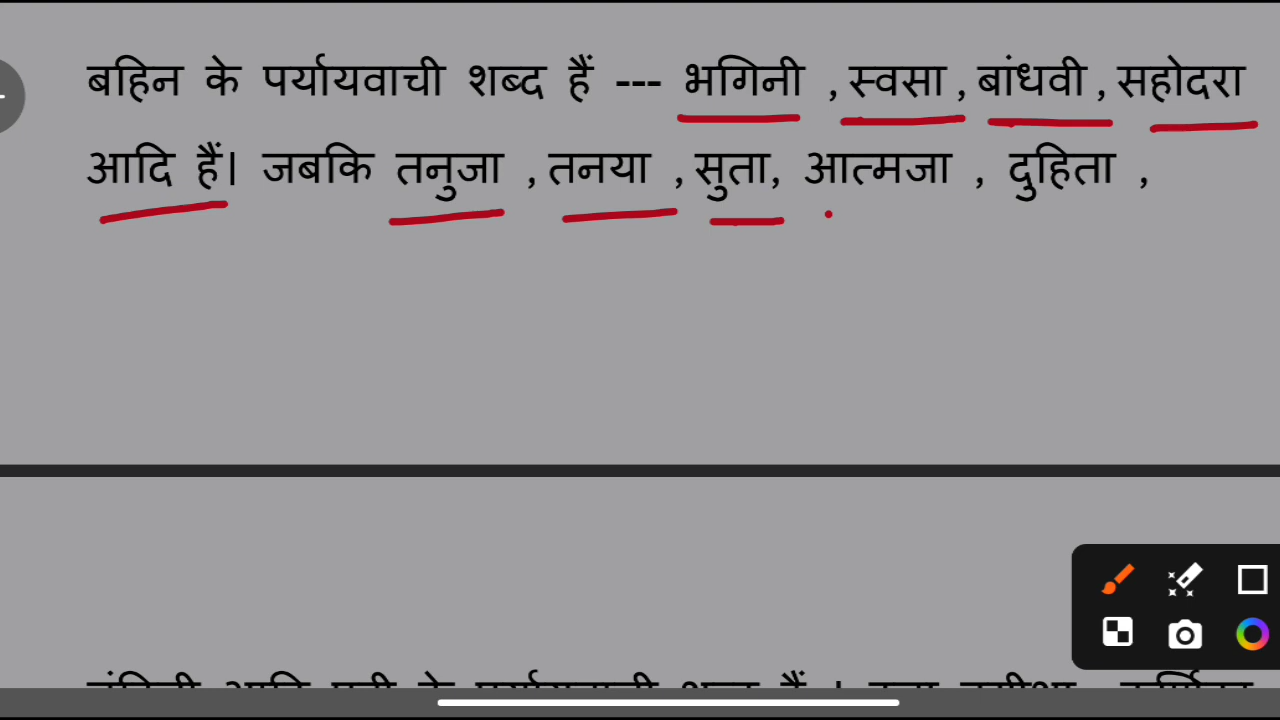 बहिन के पर्यायवाची शब्द हैं --- भगिनी , स्वसा , बांधवी , सहोदरा
आदि हैं| जबकि तनुजा , तनया , सुता, आत्मजा , दुहिता ,